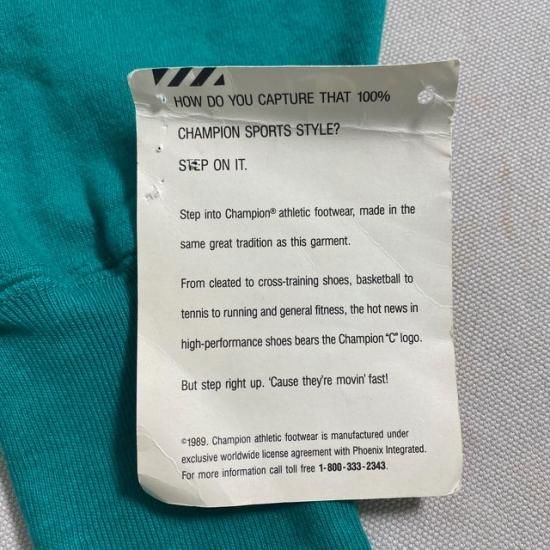 HOW DO YOU CAPTURE THAT 100%
CHAMPION SPORTS STYLE?
STEP ON IT.
Step into Champion® athletic footwear, made in the
same great tradition as this garment.
From cleated to cross-training shoes, basketball to
tennis to running and general fitness, the hot news in
high-performance shoes bears the Champion "C" logo.
But step right up. 'Cause they're movin' fast!
©1989. Champion athletic footwear is manufactured under
exclusive worldwide license agreement with Phoenix Integrated.
For more information call toll free 1-800-333-2343.